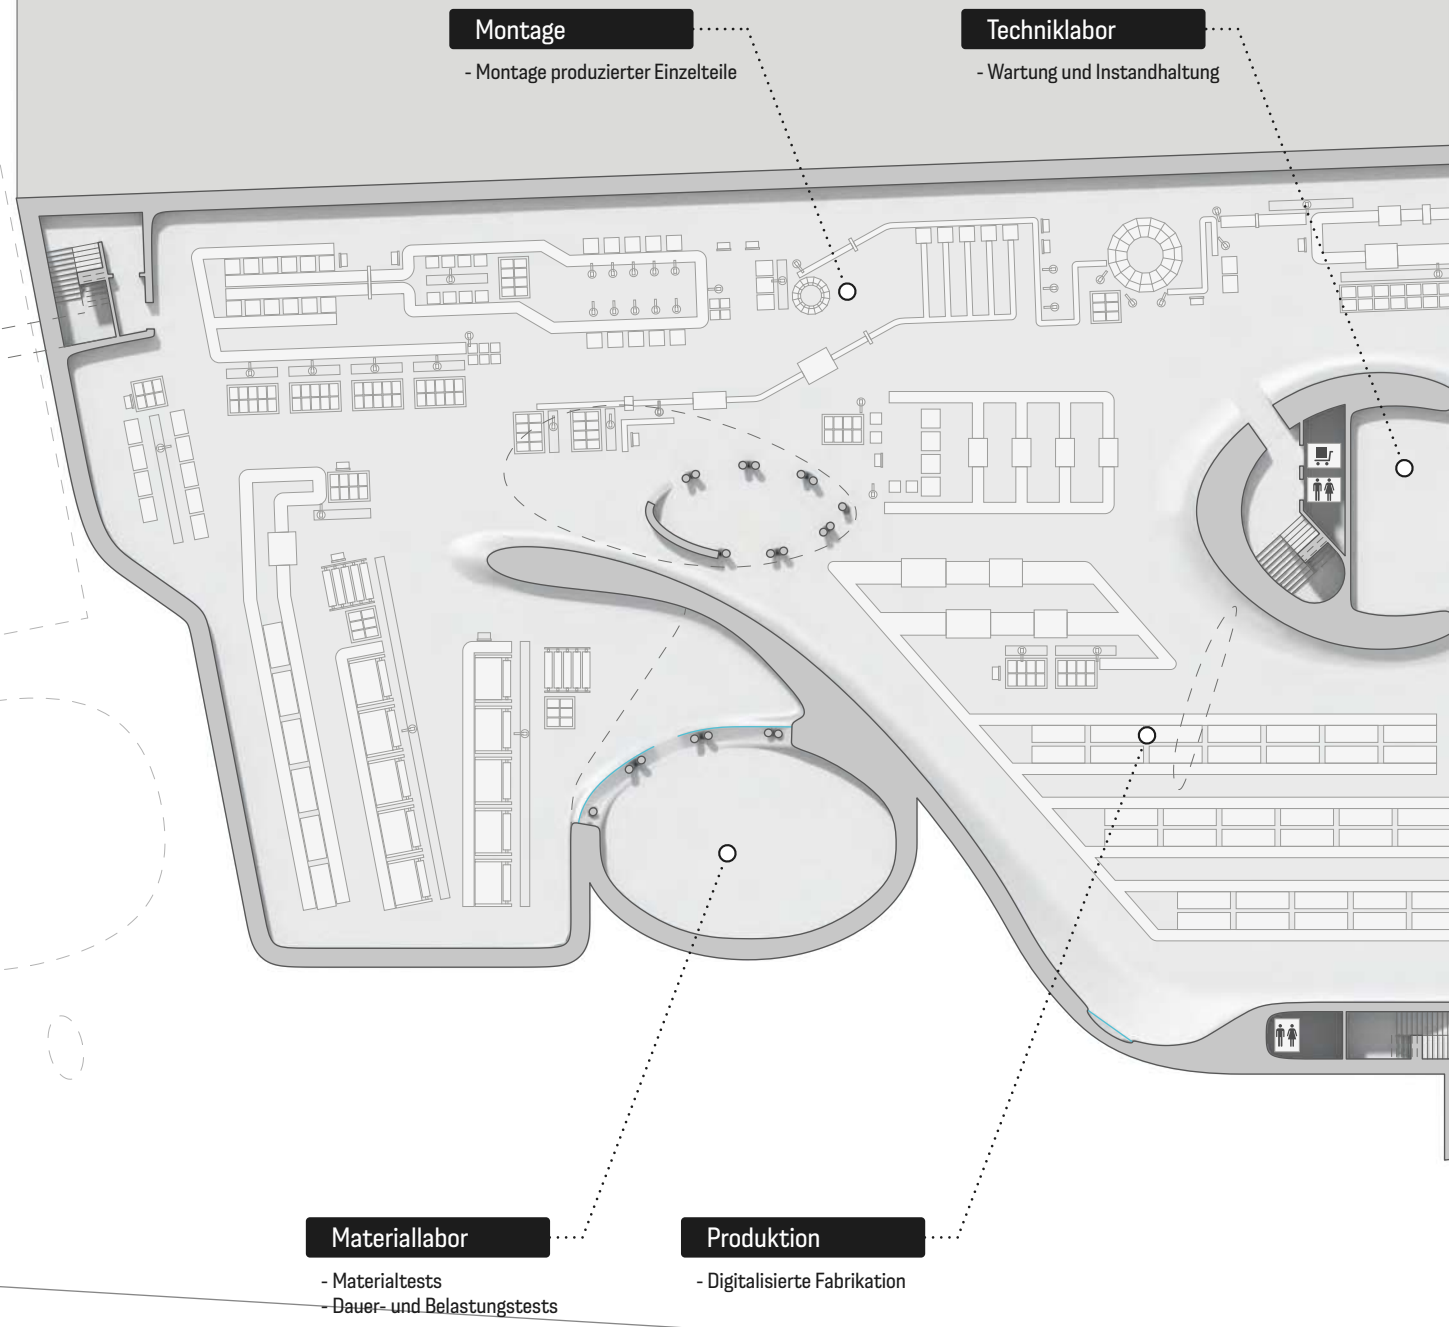 Montage
- Montage produzierter Einzelteile
Techniklabor
- Wartung und Instandhaltung
Materiallabor
- Materialtests
- Dauer- und Belastungstests
Produktion
- Digitalisierte Fabrikation